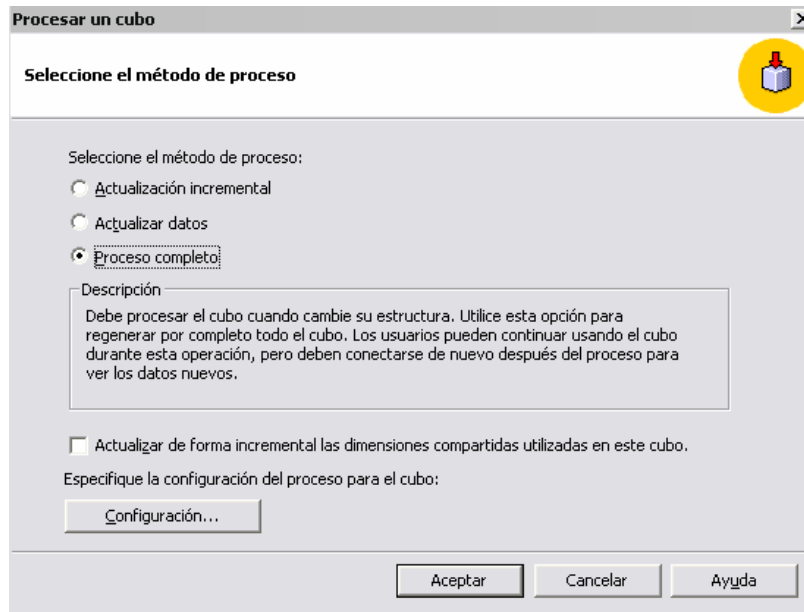 Procesar un cubo
Seleccione el método de proceso
Seleccione el método de proceso:
Actualización incremental
Actualizar datos
Proceso completo
Descripción
Debe procesar el cubo cuando cambie su estructura. Utilice esta opción para
regenerar por completo todo el cubo. Los usuarios pueden continuar usando el cubo
durante esta operación, pero deben conectarse de nuevo después del proceso para
ver los datos nuevos.
Actualizar de forma incremental las dimensiones compartidas utilizadas en este cubo.
Especifique la configuración del proceso para el cubo:
Configuración...
Aceptar
Cancelar
Ayuda